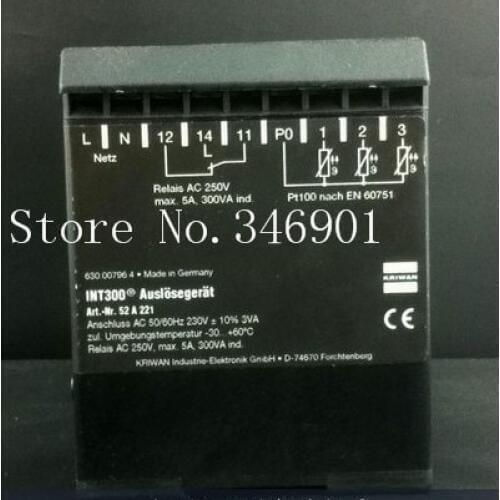 L N 12 14 11 P0 1 2 3
Netz
ϑ ϑ ϑ
Relais AC 250V
max. 5A, 300VA ind.
Pt100 nach EN 60751
Store No.346901
630 00796 4 • Made in Germany
KRIWAN
INT300® Auslösegerät
Art.-Nr. 52 A 221
Anschluss AC 50/60Hz 230V ± 10% 3VA
zul. Umgebungstemperatur -30... +60°C
Relais AC 250V, max. 5A, 300VA ind.
CE
KRIWAN Industrie-Elektronik GmbH • D-74670 Forchtenberg